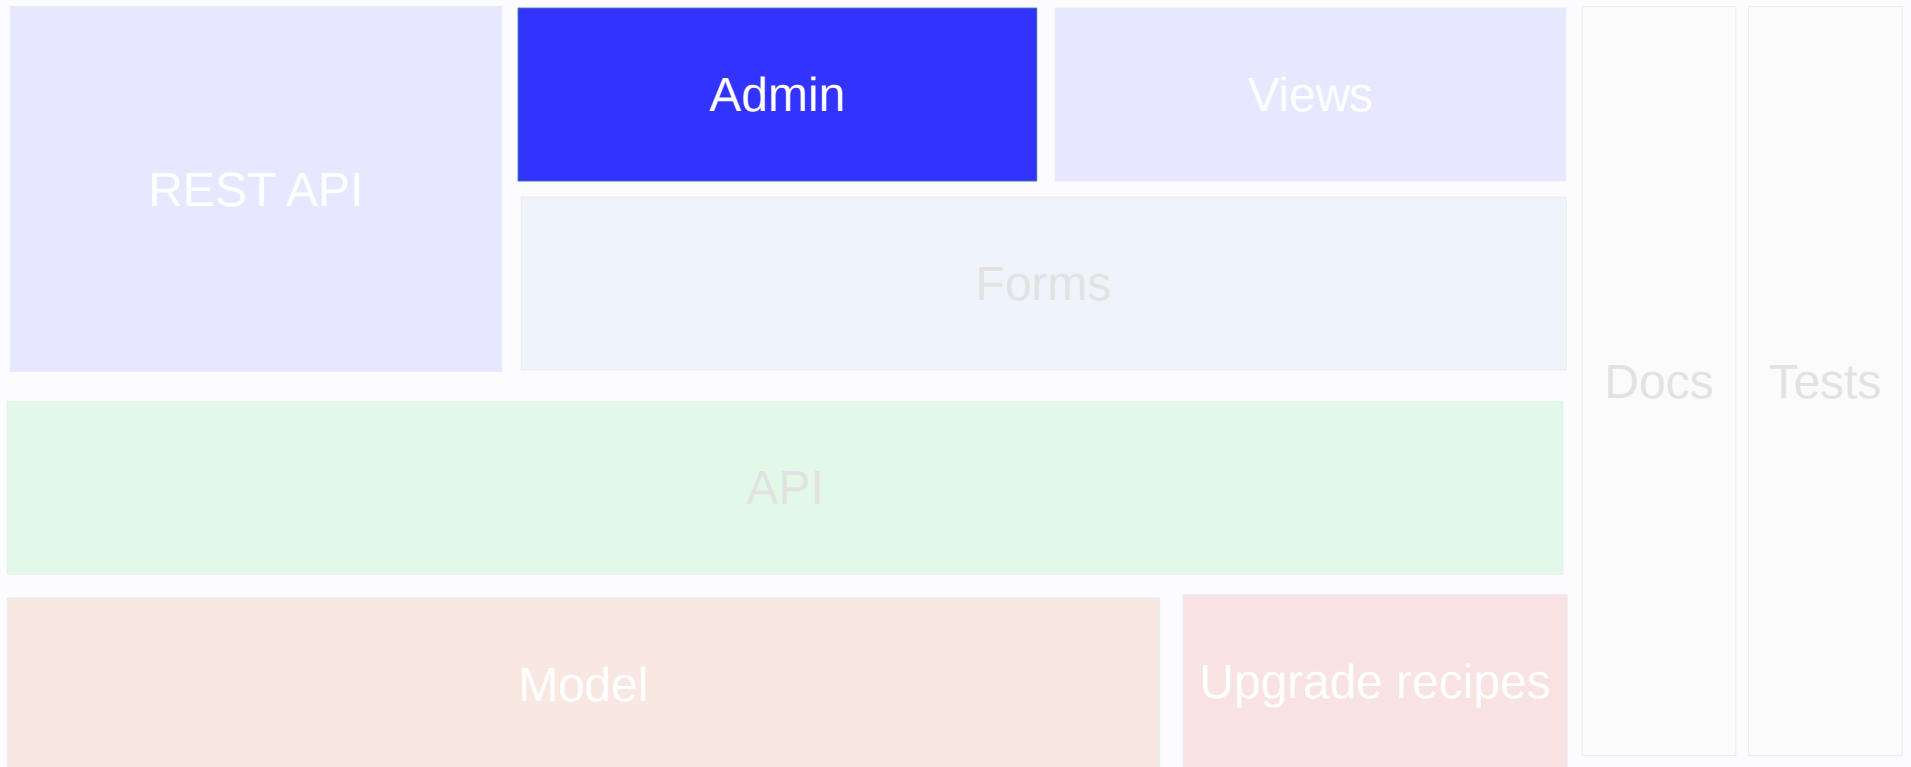 REST API
Admin
Views
Forms
Docs
Tests
API
Model
Upgrade recipes